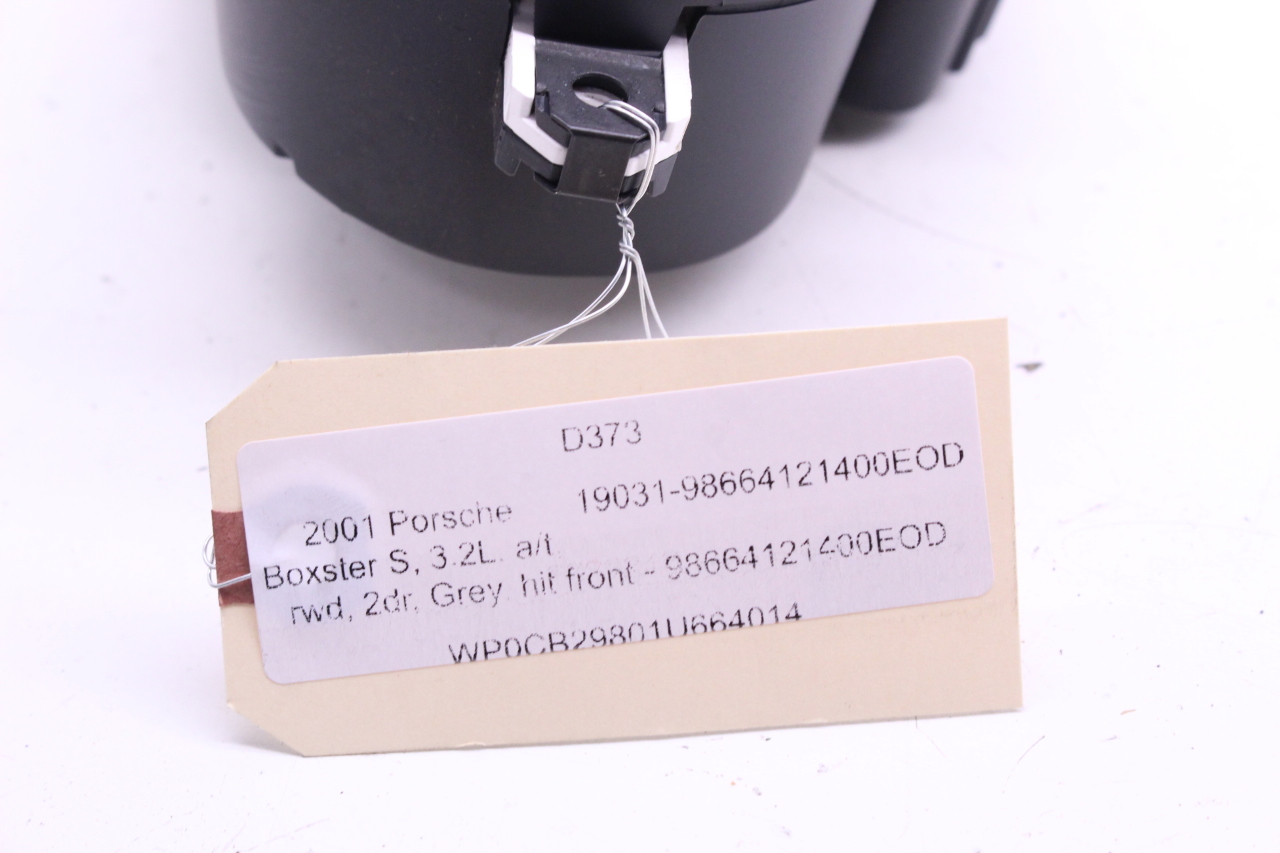 D373
2001 Porsche 19031-98664121400EOD
Boxster S, 3.2L. a/t.
rwd, 2dr, Grey. hit front - 98664121400EOD
WP0CB29801U664014